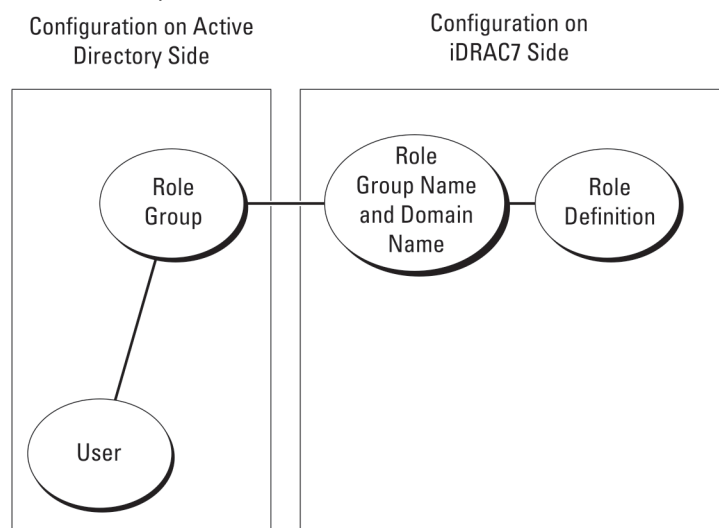 Configuration on Active
Directory Side
Configuration on
iDRAC7 Side
Role
Group
Role
Group Name
and Domain
Name
Role
Definition
User